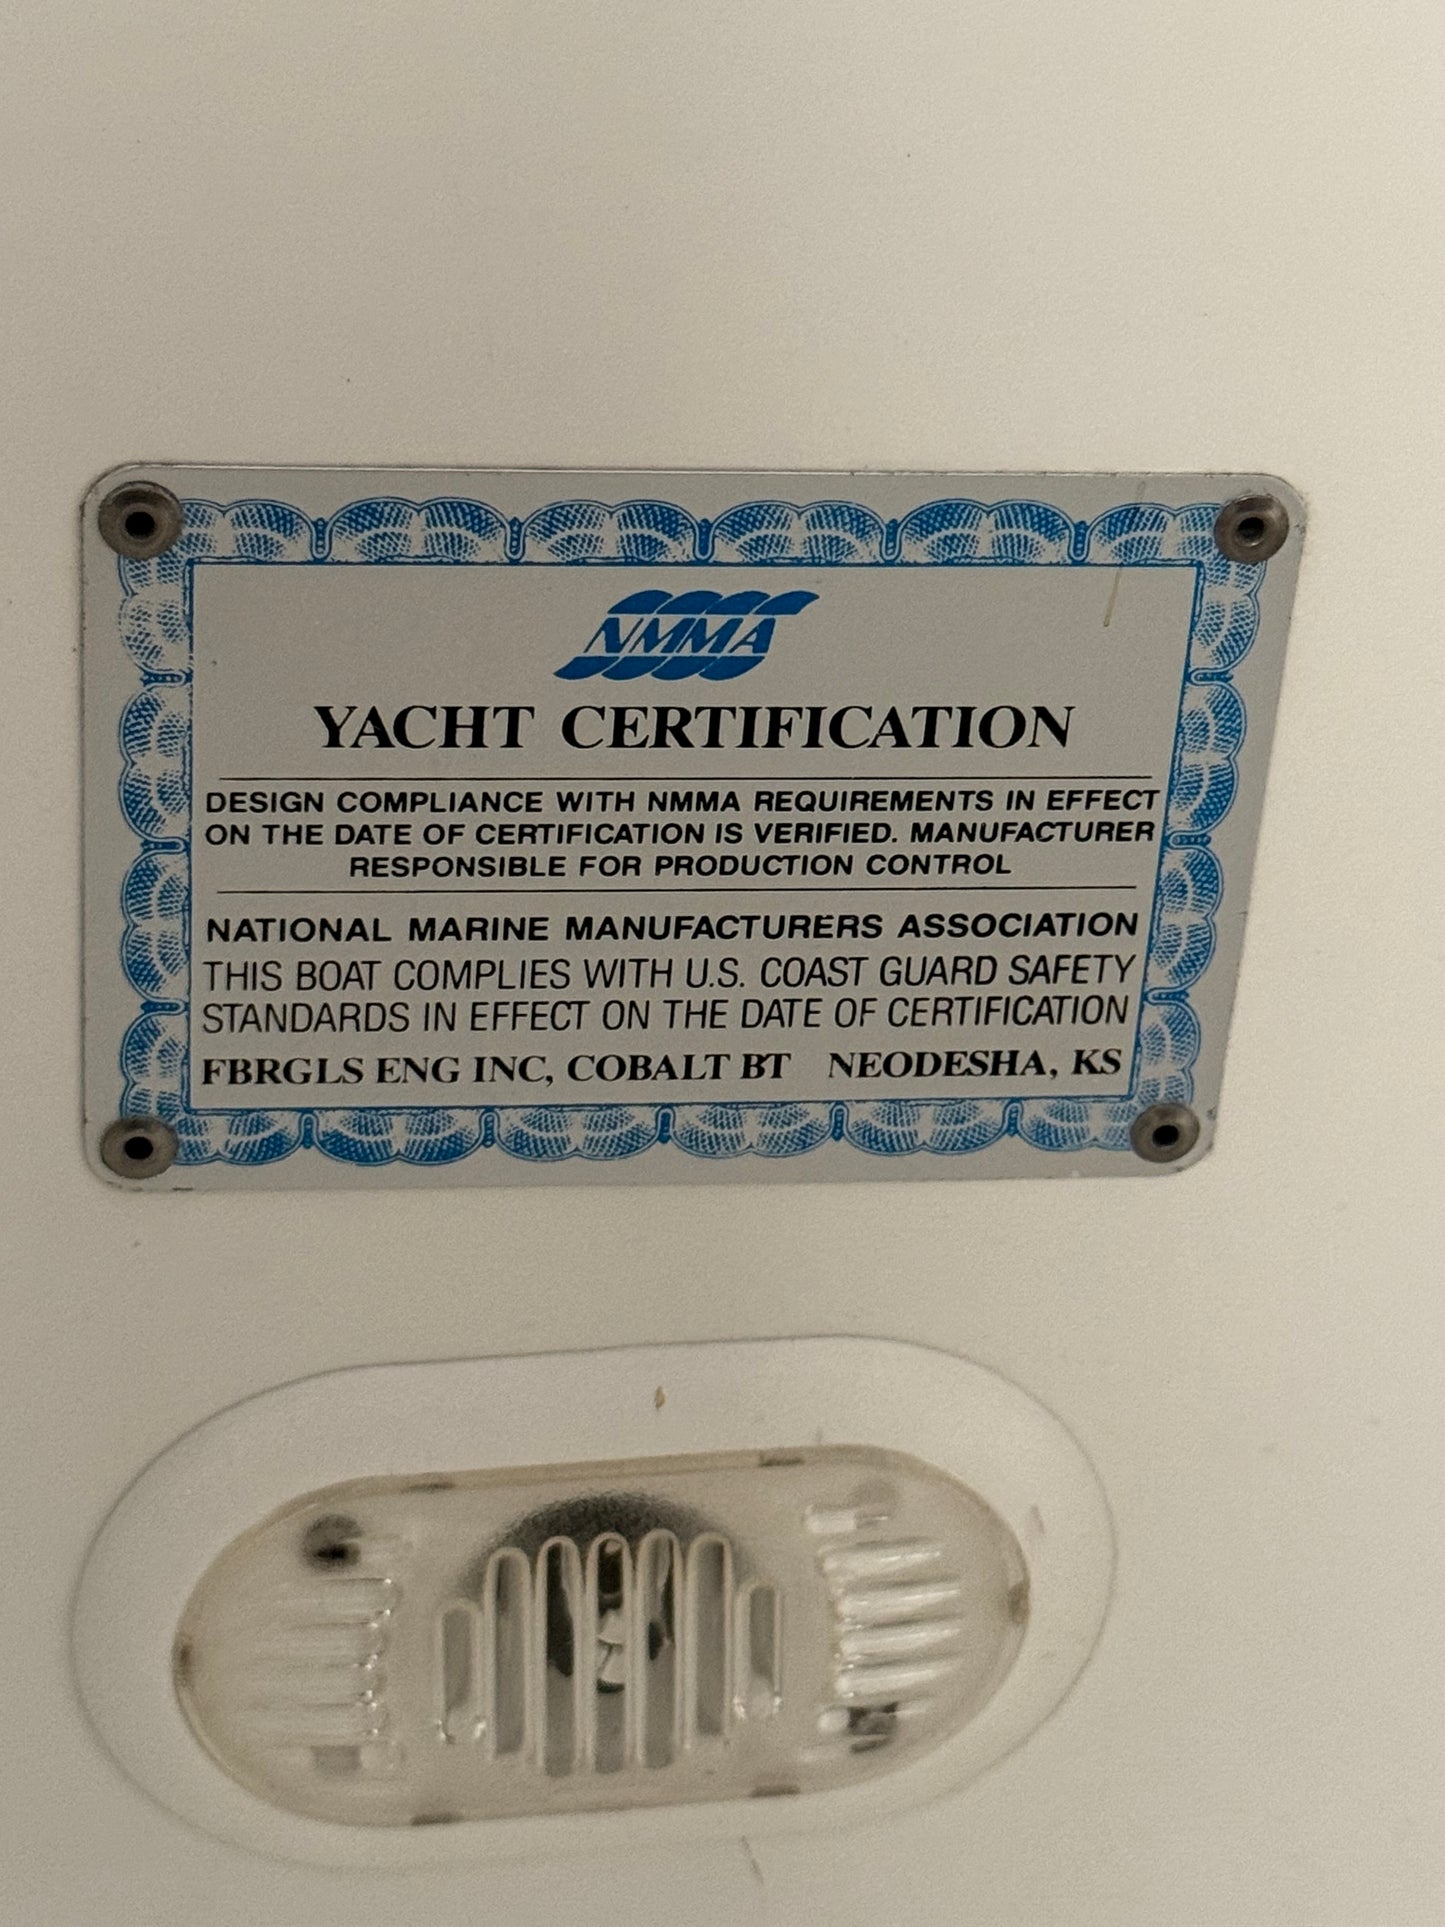 NMMA
YACHT CERTIFICATION
DESIGN COMPLIANCE WITH NMMA REQUIREMENTS IN EFFECT
ON THE DATE OF CERTIFICATION IS VERIFIED. MANUFACTURER
RESPONSIBLE FOR PRODUCTION CONTROL
NATIONAL MARINE MANUFACTURERS ASSOCIATION
THIS BOAT COMPLIES WITH U.S. COAST GUARD SAFETY
STANDARDS IN EFFECT ON THE DATE OF CERTIFICATION
FBRGLS ENG INC, COBALT BT NEODESHA, KS